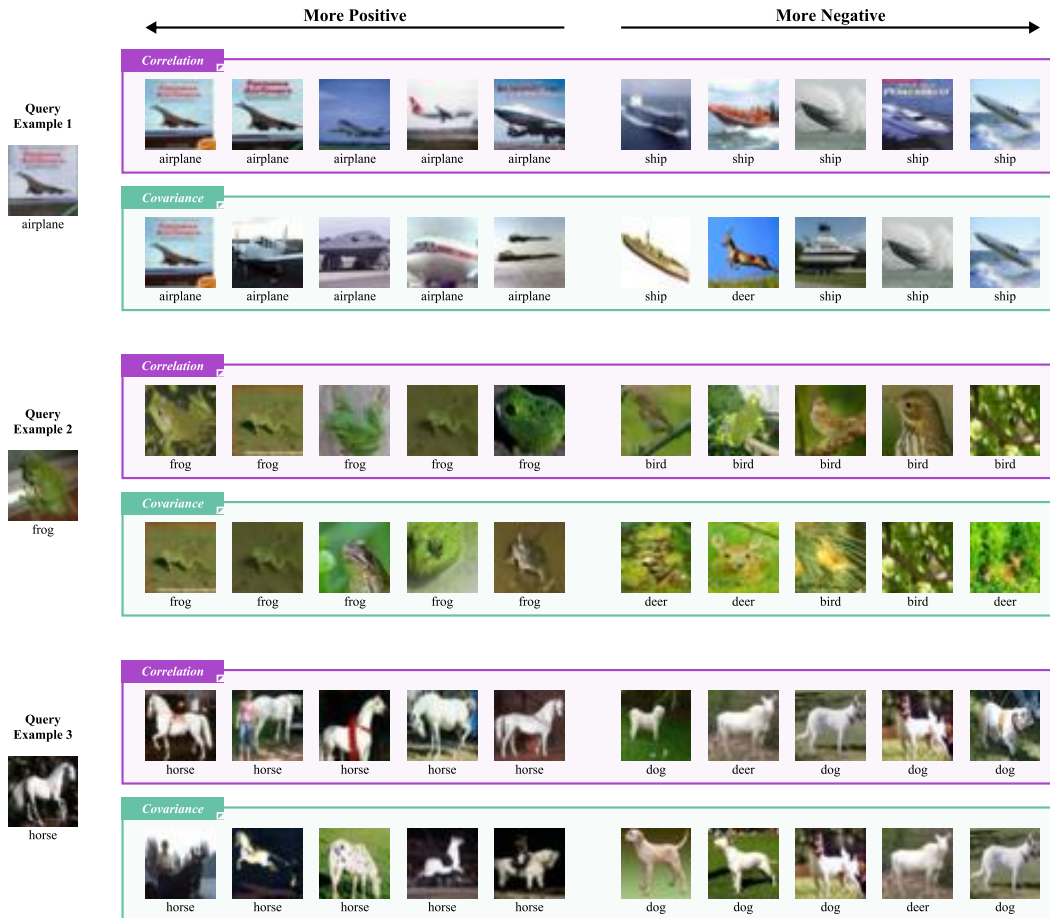 More Positive More Negative
Correlation
Query
Example 1
airplane
airplane airplane airplane airplane airplane ship ship ship ship ship
Covariance
airplane airplane airplane airplane airplane ship deer ship ship ship
Correlation
Query
Example 2
frog
frog frog frog frog frog bird bird bird bird bird
Covariance
frog frog frog frog frog deer deer bird bird deer
Correlation
Query
Example 3
horse
horse horse horse horse horse dog deer dog dog dog
Covariance
horse horse horse horse horse dog dog dog deer dog